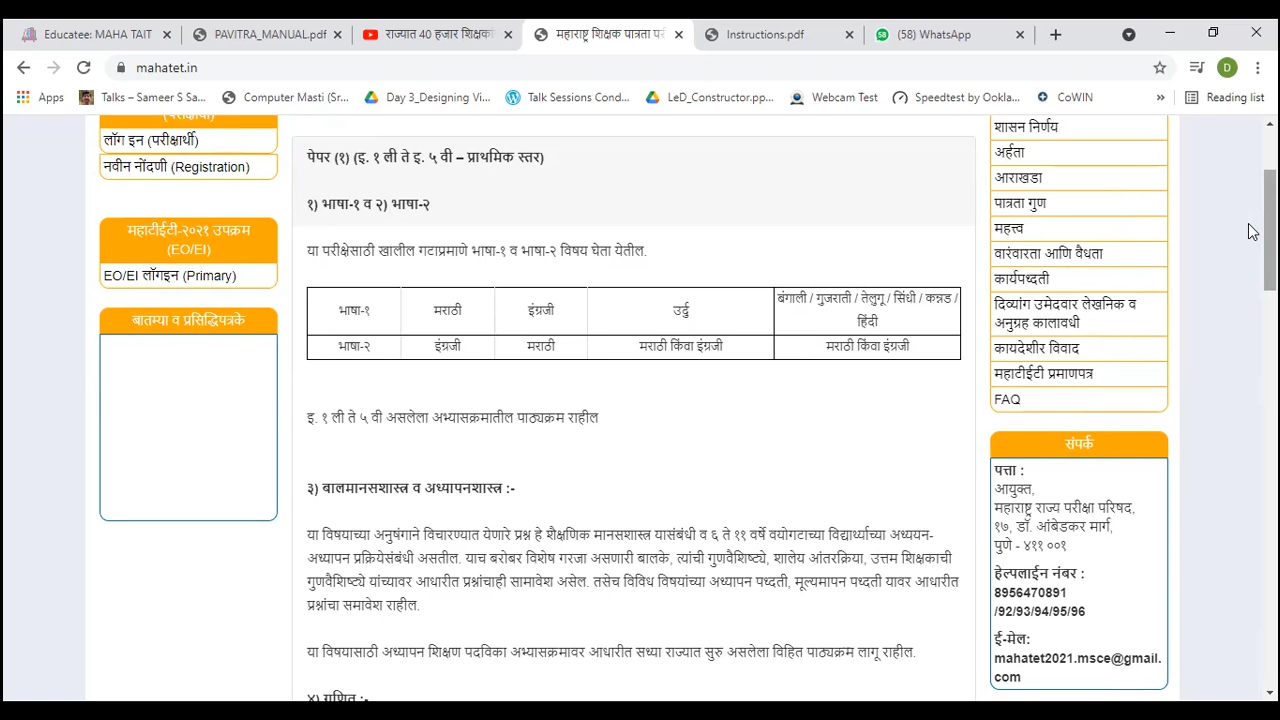 Educatee: MAHA TAIT
PAVITRA_MANUAL.pdf
राज्यात 40 हजार शिक्षकां
महाराष्ट्र शिक्षक पात्रता परी
Instructions.pdf
(58) WhatsApp
mahatet.in
D
Apps
Talks – Sameer S Sa...
Computer Masti (Sr...
Day 3_Designing Vi...
Talk Sessions Cond...
LeD_Constructor.pp...
Webcam Test
Speedtest by Ookla...
CoWIN
»
Reading list
(परीक्षार्थी)
लॉग इन (परीक्षार्थी)
नवीन नोंदणी (Registration)
महाटीईटी-२०२१ उपक्रम
(EO/EI)
EO/EI लॉगइन (Primary)
बातम्या व प्रसिद्धिपत्रके
पेपर (१) (इ. १ ली ते इ. ५ वी – प्राथमिक स्तर)
१) भाषा-१ व २) भाषा-२
या परीक्षेसाठी खालील गटाप्रमाणे भाषा-१ व भाषा-२ विषय घेता येतील.
भाषा-१ मराठी इंग्रजी उर्दु बंगाली / गुजराती / तेलुगू / सिंधी / कन्नड /
हिंदी
भाषा-२ इंग्रजी मराठी मराठी किंवा इंग्रजी मराठी किंवा इंग्रजी
इ. १ ली ते ५ वी असलेला अभ्यासक्रमातील पाठ्यक्रम राहील
३) बालमानसशास्त्र व अध्यापनशास्त्र :-
या विषयाच्या अनुषंगाने विचारण्यात येणारे प्रश्न हे शैक्षणिक मानसशास्त्र यासंबंधी व ६ ते ११ वर्षे वयोगटाच्या विद्यार्थ्याच्या अध्ययन-
अध्यापन प्रक्रियेसंबंधी असतील. याच बरोबर विशेष गरजा असणारी बालके, त्यांची गुणवैशिष्ट्ये, शालेय आंतरक्रिया, उत्तम शिक्षकाची
गुणवैशिष्ट्ये यांच्यावर आधारीत प्रश्नांचाही समावेश असेल. तसेच विविध विषयांच्या अध्यापन पध्दती, मूल्यमापन पध्दती यावर आधारीत
प्रश्नांचा समावेश राहील.
या विषयासाठी अध्यापन शिक्षण पदविका अभ्यासक्रमावर आधारीत सध्या राज्यात सुरु असलेला विहित पाठ्यक्रम लागू राहील.
४) गणित :-
शासन निर्णय
अर्हता
आराखडा
पात्रता गुण
महत्त्व
वारंवारता आणि वैधता
कार्यपध्दती
दिव्यांग उमेदवार लेखनिक व
अनुग्रह कालावधी
कायदेशीर विवाद
महाटीईटी प्रमाणपत्र
FAQ
संपर्क
पत्ता :
आयुक्त,
महाराष्ट्र राज्य परीक्षा परिषद,
१७, डॉ. आंबेडकर मार्ग,
पुणे - ४११ ००१
हेल्पलाईन नंबर :
8956470891
/92/93/94/95/96
ई-मेल:
mahatet2021.msce@gmail.
com